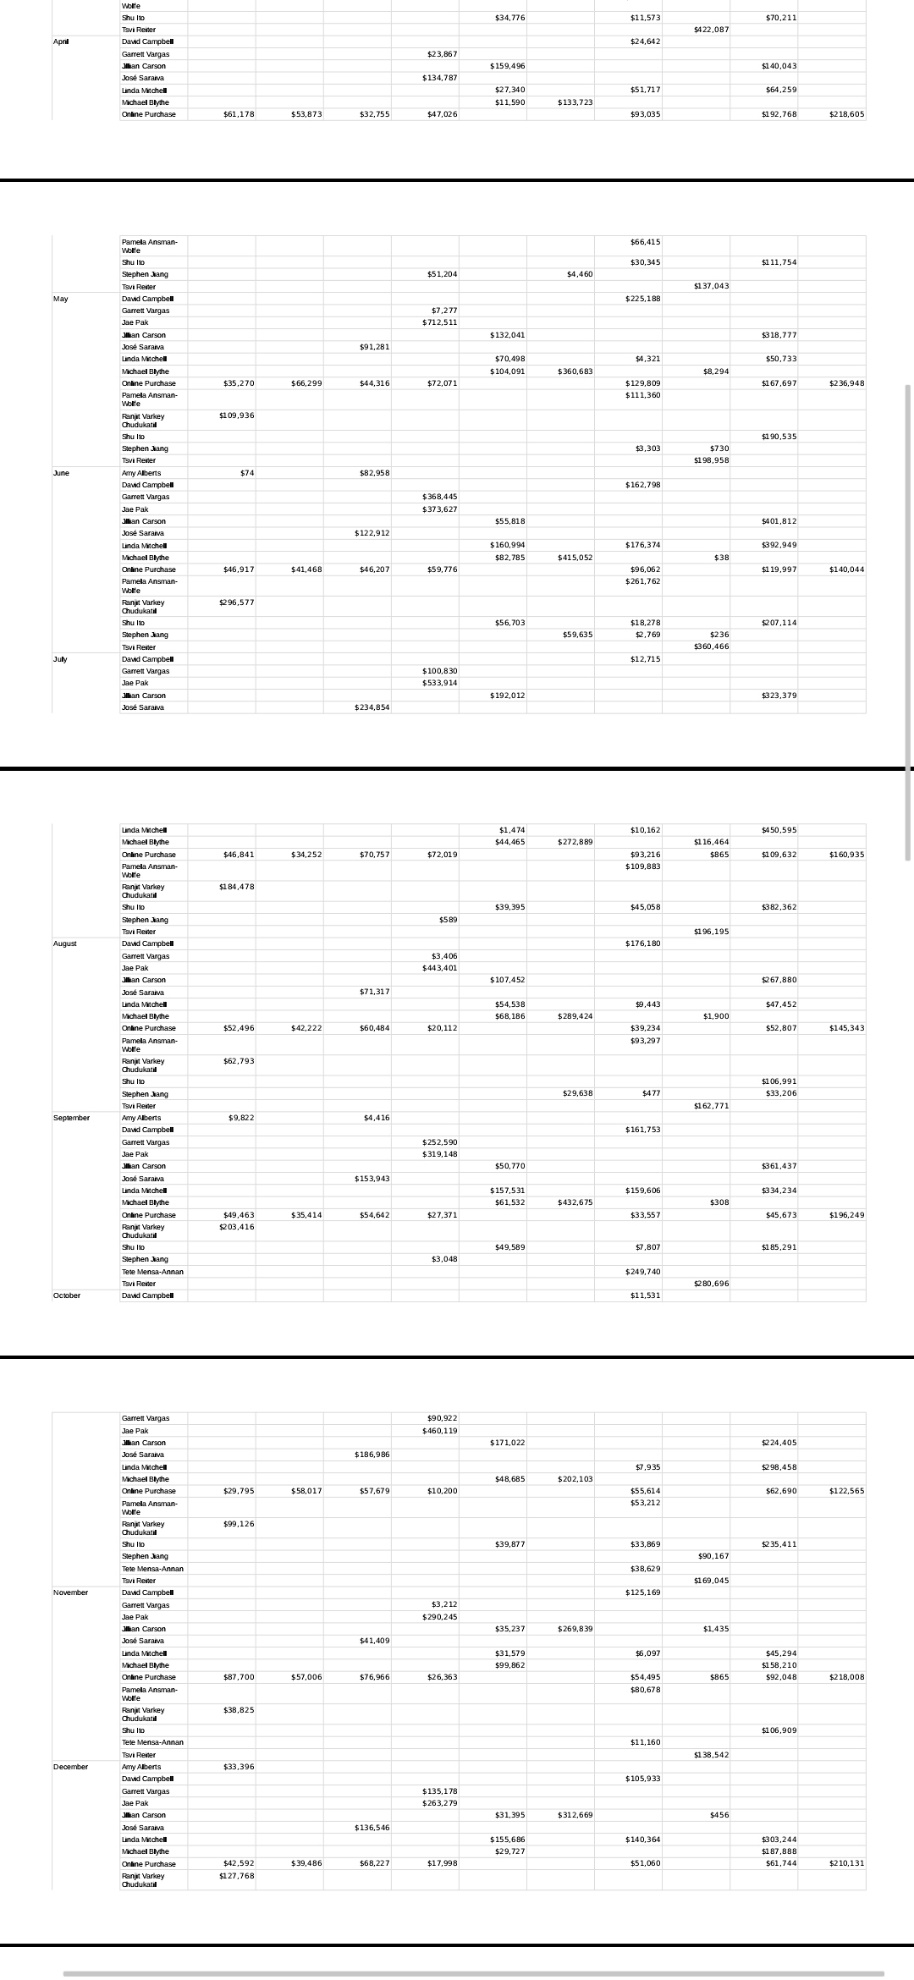 Wolfe
Shu Ito $34,776 $11,573 $70,211
Tsvi Reiter $422,087
April David Campbell $24,642
Garrett Vargas $23,867
Jillian Carson $159,496 $140,043
José Saraiva $134,787
Linda Mitchell $27,340 $51,717 $64,259
Michael Blythe $11,590 $133,723
Online Purchase $61,178 $53,873 $32,755 $47,026 $93,035 $192,768 $218,605
Pamela Ansman- $66,415
Wolfe
Shu Ito $30,345 $111,754
Stephen Jiang $51,204 $4,460
Tsvi Reiter $137,043
May David Campbell $225,188
Garrett Vargas $7,277
Jae Pak $712,511
Jillian Carson $132,041 $318,777
José Saraiva $91,281
Linda Mitchell $70,498 $4,321 $50,733
Michael Blythe $104,091 $360,683 $8,294
Online Purchase $35,270 $66,299 $44,316 $72,071 $129,809 $167,697 $236,948
Pamela Ansman- $111,360
Wolfe
Ranjit Varkey $109,936
Chudukatil
Shu Ito $190,535
Stephen Jiang $3,303 $730
Tsvi Reiter $198,958
June Amy Alberts $74 $82,958
David Campbell $162,798
Garrett Vargas $368,445
Jae Pak $373,627
Jillian Carson $55,818 $401,812
José Saraiva $122,912
Linda Mitchell $160,994 $176,374 $392,949
Michael Blythe $82,785 $415,052 $38
Online Purchase $46,917 $41,468 $46,207 $59,776 $96,062 $119,997 $140,044
Pamela Ansman- $261,762
Wolfe
Ranjit Varkey $296,577
Chudukatil
Shu Ito $56,703 $18,278 $207,114
Stephen Jiang $59,635 $2,769 $236
Tsvi Reiter $360,466
July David Campbell $12,715
Garrett Vargas $100,830
Jae Pak $533,914
Jillian Carson $192,012 $323,379
José Saraiva $234,854
Linda Mitchell $1,474 $10,162 $450,595
Michael Blythe $44,465 $272,889 $116,464
Online Purchase $46,841 $34,252 $70,757 $72,019 $93,216 $865 $109,632 $160,935
Pamela Ansman- $109,883
Wolfe
Ranjit Varkey $184,478
Chudukatil
Shu Ito $39,395 $45,058 $382,362
Stephen Jiang $589
Tsvi Reiter $196,195
August David Campbell $176,180
Garrett Vargas $3,406
Jae Pak $443,401
Jillian Carson $107,452 $267,880
José Saraiva $71,317
Linda Mitchell $54,538 $9,443 $47,452
Michael Blythe $68,186 $289,424 $1,900
Online Purchase $52,496 $42,222 $60,484 $20,112 $39,234 $52,807 $145,343
Pamela Ansman- $93,297
Wolfe
Ranjit Varkey $62,793
Chudukatil
Shu Ito $106,991
Stephen Jiang $29,638 $477 $33,206
Tsvi Reiter $162,771
September Amy Alberts $9,822 $4,416
David Campbell $161,753
Garrett Vargas $252,590
Jae Pak $319,148
Jillian Carson $50,770 $361,437
José Saraiva $153,943
Linda Mitchell $157,531 $159,606 $334,234
Michael Blythe $61,532 $432,675 $308
Online Purchase $49,463 $35,414 $54,642 $27,371 $33,557 $45,673 $196,249
Ranjit Varkey $203,416
Chudukatil
Shu Ito $49,589 $7,807 $185,291
Stephen Jiang $3,048
Tete Mensa-Annan $249,740
Tsvi Reiter $280,696
October David Campbell $11,531
Garrett Vargas $90,922
Jae Pak $460,119
Jillian Carson $171,022 $224,405
José Saraiva $186,986
Linda Mitchell $7,935 $298,458
Michael Blythe $48,685 $202,103
Online Purchase $29,795 $58,017 $57,679 $10,200 $55,614 $62,690 $122,565
Pamela Ansman- $53,212
Wolfe
Ranjit Varkey $99,126
Chudukatil
Shu Ito $39,877 $33,869 $235,411
Stephen Jiang $90,167
Tete Mensa-Annan $38,629
Tsvi Reiter $169,045
November David Campbell $125,169
Garrett Vargas $3,212
Jae Pak $290,245
Jillian Carson $35,237 $269,839 $1,435
José Saraiva $41,409
Linda Mitchell $31,579 $6,097 $45,294
Michael Blythe $99,862 $158,210
Online Purchase $87,700 $57,006 $76,966 $26,363 $54,495 $865 $92,048 $218,008
Pamela Ansman- $80,678
Wolfe
Ranjit Varkey $38,825
Chudukatil
Shu Ito $106,909
Tete Mensa-Annan $11,160
Tsvi Reiter $138,542
December Amy Alberts $33,396
David Campbell $105,933
Garrett Vargas $135,178
Jae Pak $263,279
Jillian Carson $31,395 $312,669 $456
José Saraiva $136,546
Linda Mitchell $155,686 $140,364 $303,244
Michael Blythe $29,727 $187,888
Online Purchase $42,592 $39,486 $68,227 $17,998 $51,060 $61,744 $210,131
Ranjit Varkey $127,768
Chudukatil